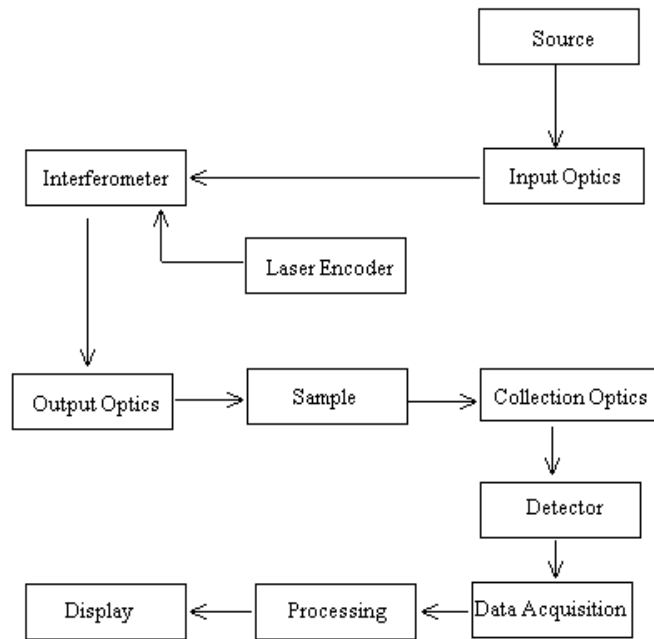 Source
Interferometer
Input Optics
Laser Encoder
Output Optics
Sample
Collection Optics
Detector
Display
Processing
Data Acquisition